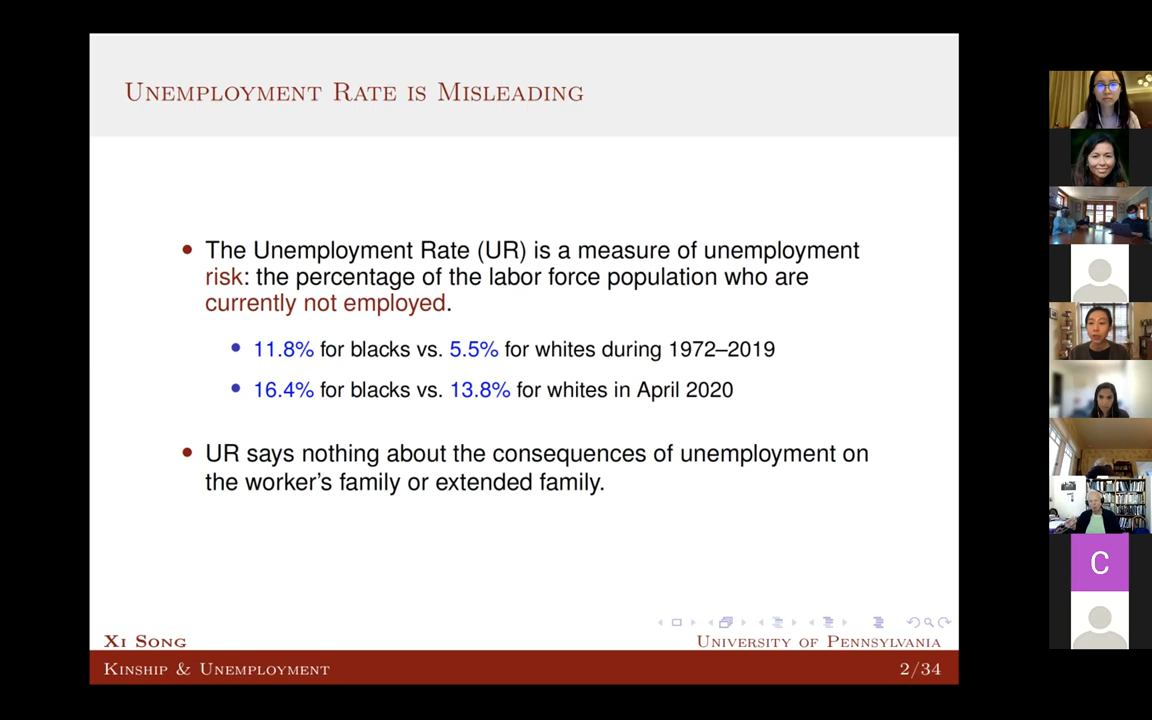 Unemployment Rate is Misleading
• The Unemployment Rate (UR) is a measure of unemployment
risk: the percentage of the labor force population who are
currently not employed.
• 11.8% for blacks vs. 5.5% for whites during 1972–2019
• 16.4% for blacks vs. 13.8% for whites in April 2020
• UR says nothing about the consequences of unemployment on
the worker's family or extended family.
Xi Song
University of Pennsylvania
Kinship & Unemployment
2/34
C